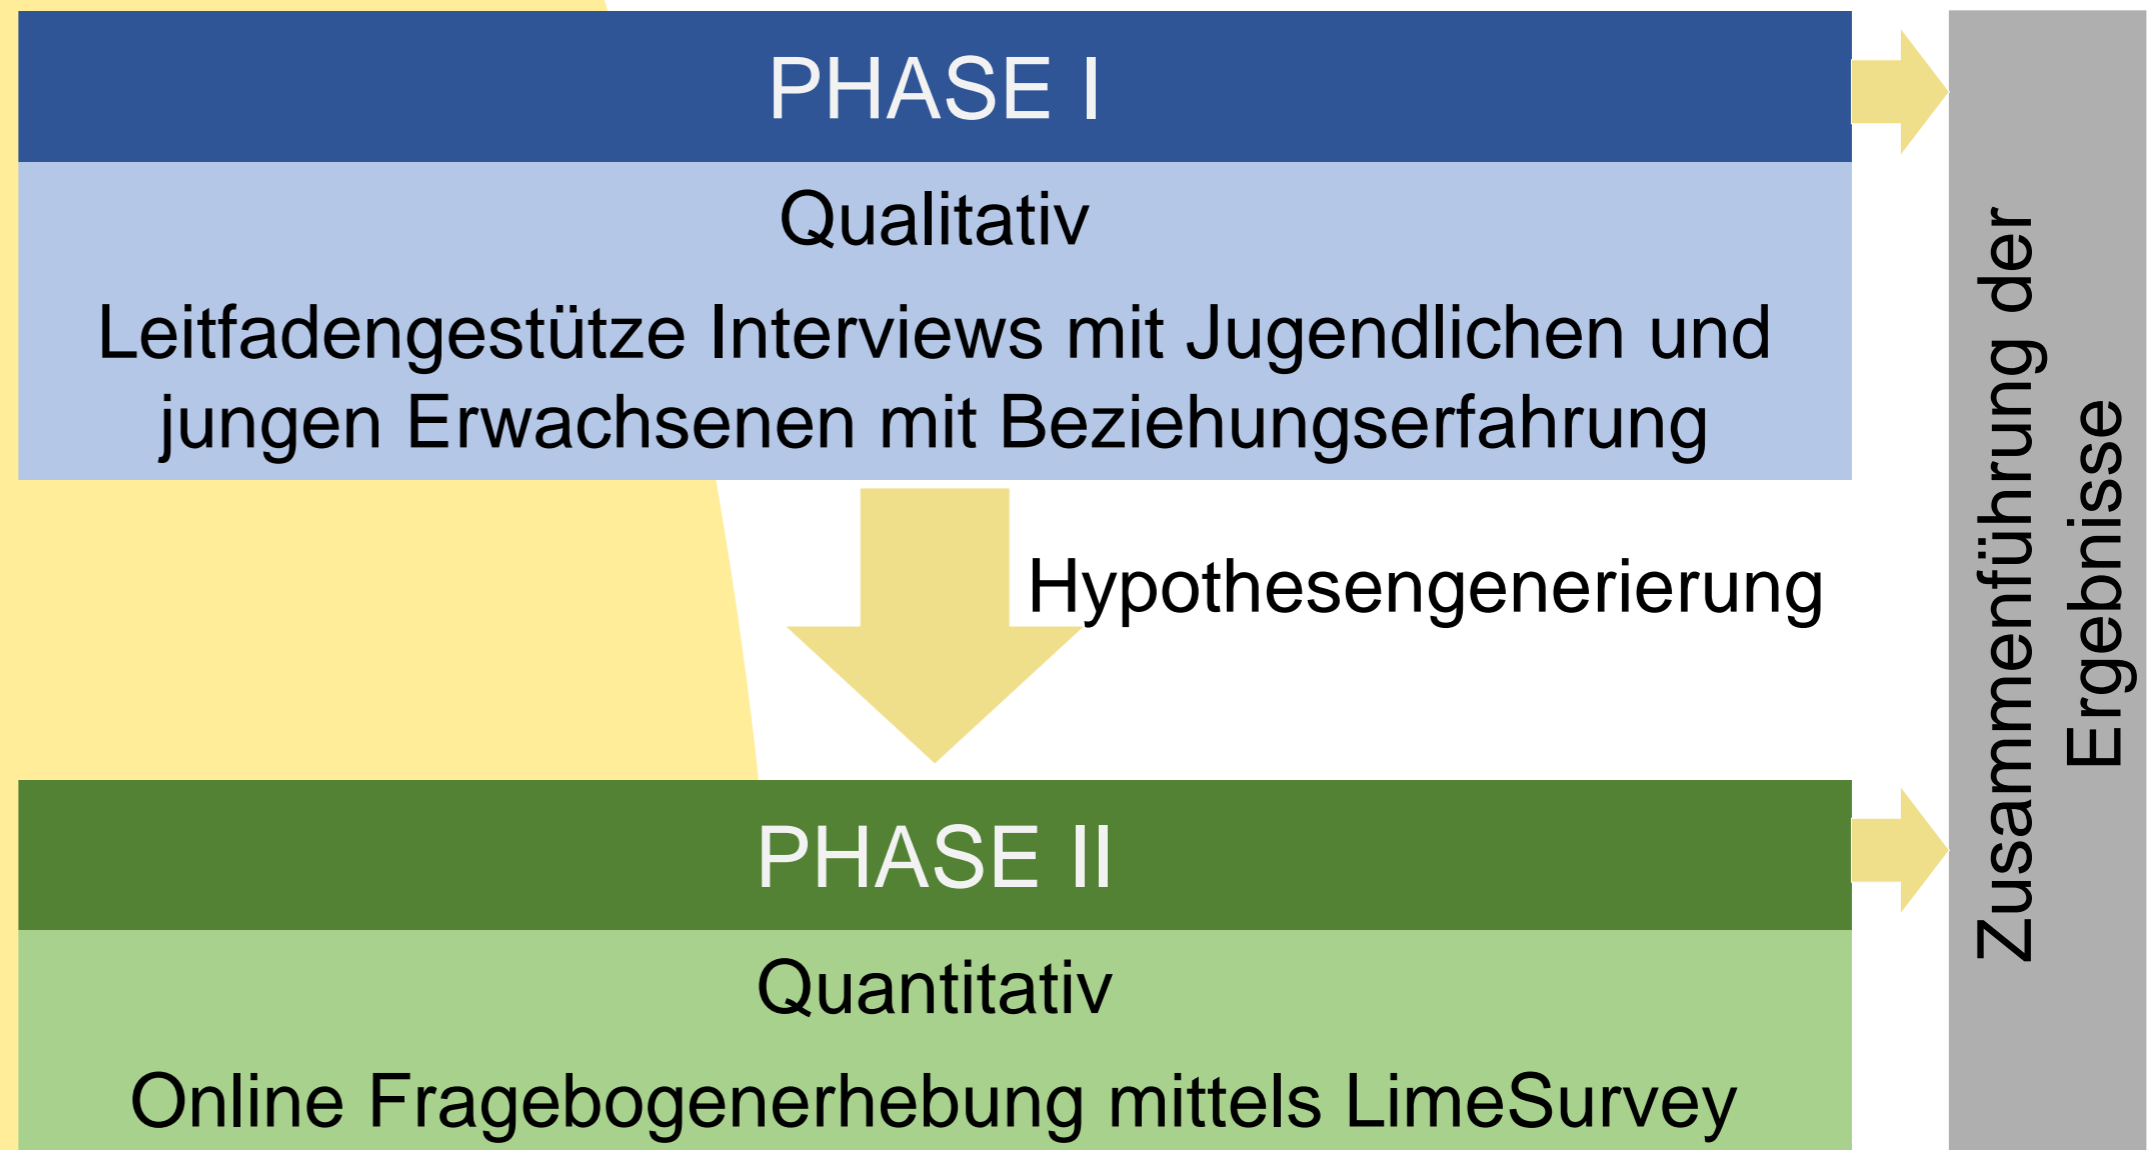 PHASE I
Qualitativ
Leitfadengestütze Interviews mit Jugendlichen und
jungen Erwachsenen mit Beziehungserfahrung
Hypothesengenerierung
PHASE II
Quantitativ
Online Fragebogenerhebung mittels LimeSurvey
Zusammenführung der
Ergebnisse